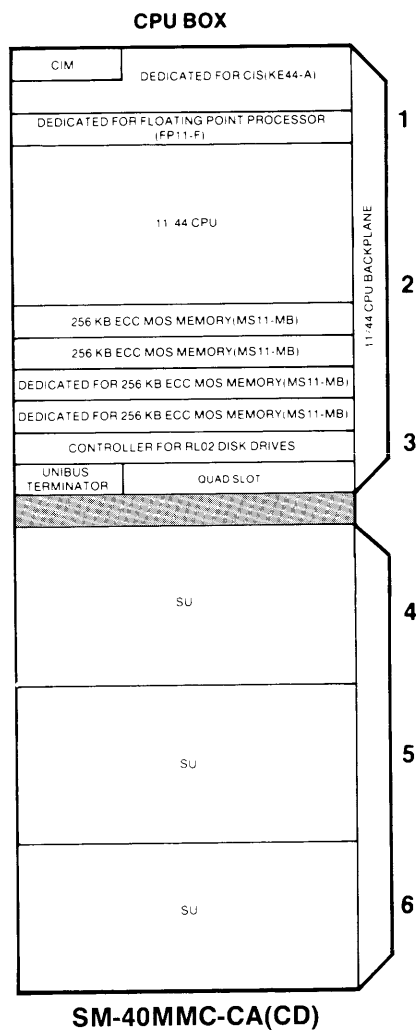 CPU BOX
CIM
DEDICATED FOR CIS(KE44-A)
1
DEDICATED FOR FLOATING POINT PROCESSOR
(FP11-F)
11 44 CPU
11-44 CPU BACKPLANE
2
256 KB ECC MOS MEMORY(MS11-MB)
256 KB ECC MOS MEMORY(MS11-MB)
DEDICATED FOR 256 KB ECC MOS MEMORY(MS11-MB)
DEDICATED FOR 256 KB ECC MOS MEMORY(MS11-MB)
3
CONTROLLER FOR RL02 DISK DRIVES
UNIBUS
TERMINATOR
QUAD SLOT
SU
4
SU
5
SU
6
SM-40MMC-CA(CD)